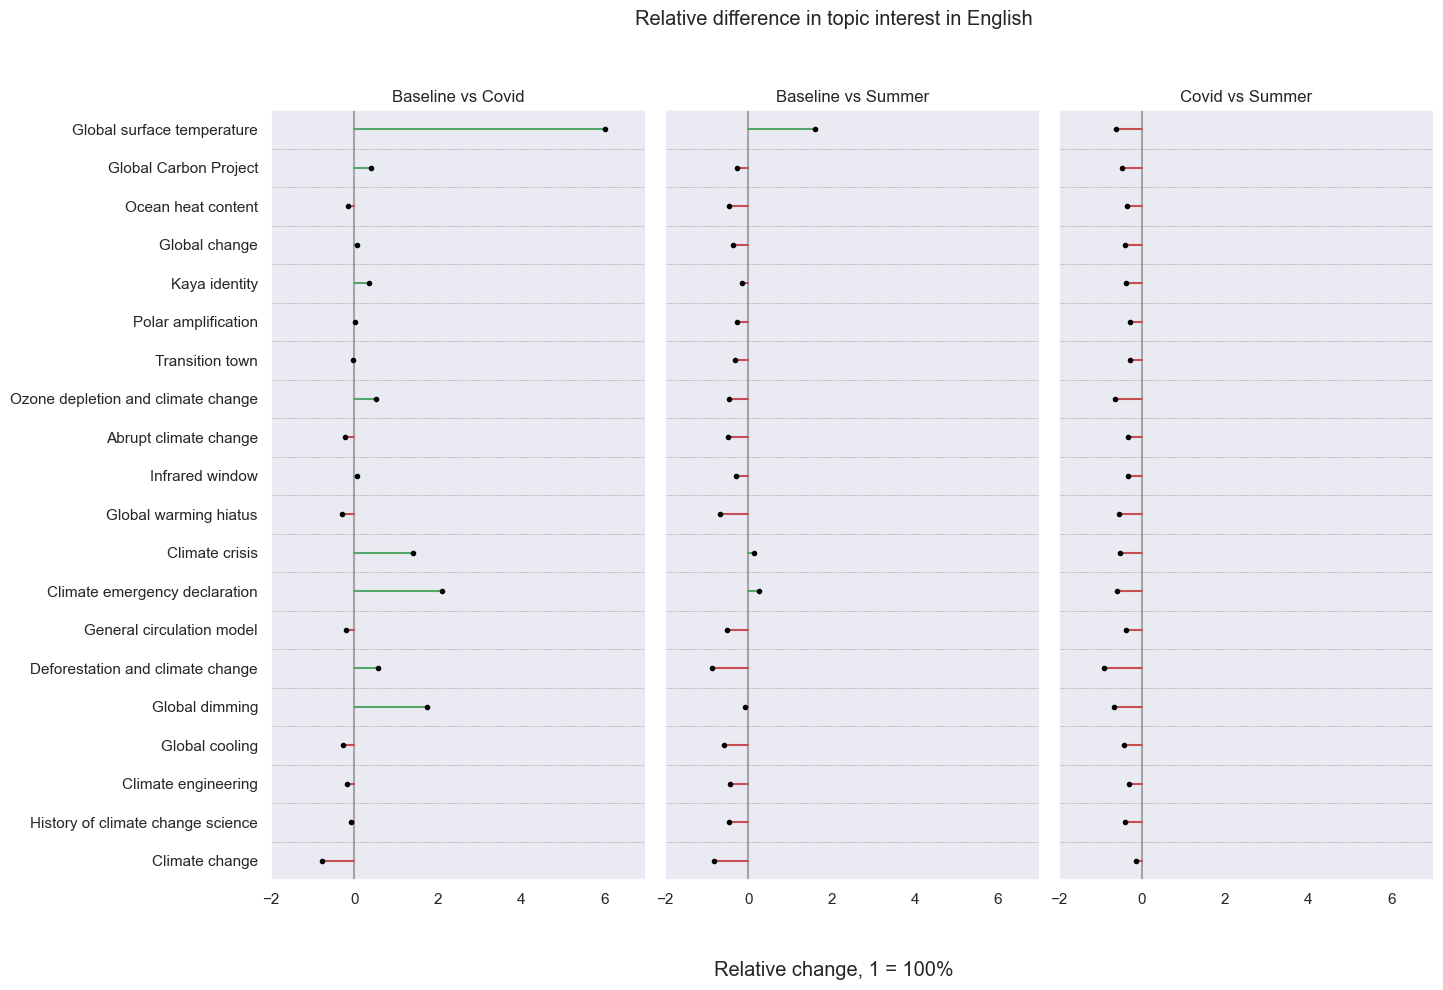 Relative difference in topic interest in English
Baseline vs Covid
Baseline vs Summer
Covid vs Summer
Global surface temperature
Global Carbon Project
Ocean heat content
Global change
Kaya identity
Polar amplification
Transition town
Ozone depletion and climate change
Abrupt climate change
Infrared window
Global warming hiatus
Climate crisis
Climate emergency declaration
General circulation model
Deforestation and climate change
Global dimming
Global cooling
Climate engineering
History of climate change science
Climate change
−2 0 2 4 6
−2 0 2 4 6
−2 0 2 4 6
Relative change, 1 = 100%